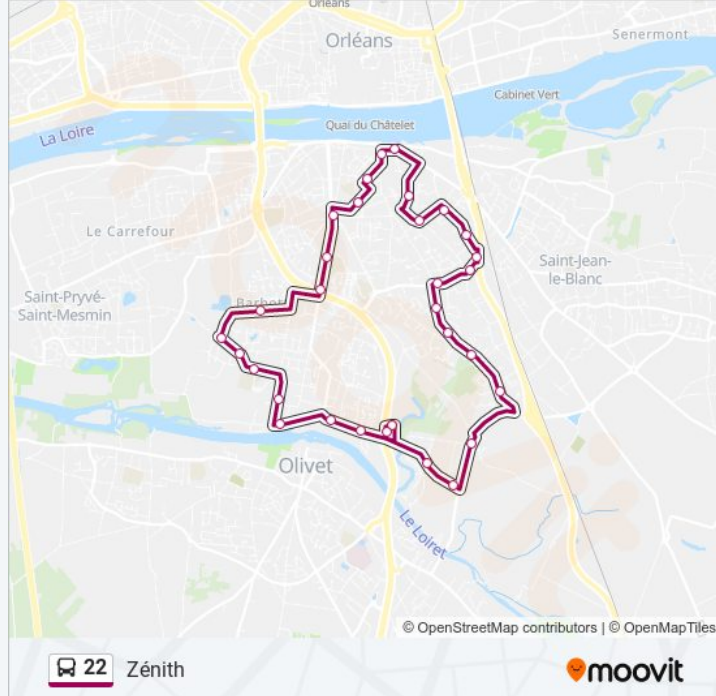 Orléans
Orléans
Senermont
Cabinet Vert
La Loire
Quai du Châtelet
Le Carrefour
Saint-Jean-
le-Blanc
Saint-Pryvé-
Saint-Mesmin
Olivet
Le Loiret
© OpenStreetMap contributors | © OpenMapTiles
22 Zénith
moovit